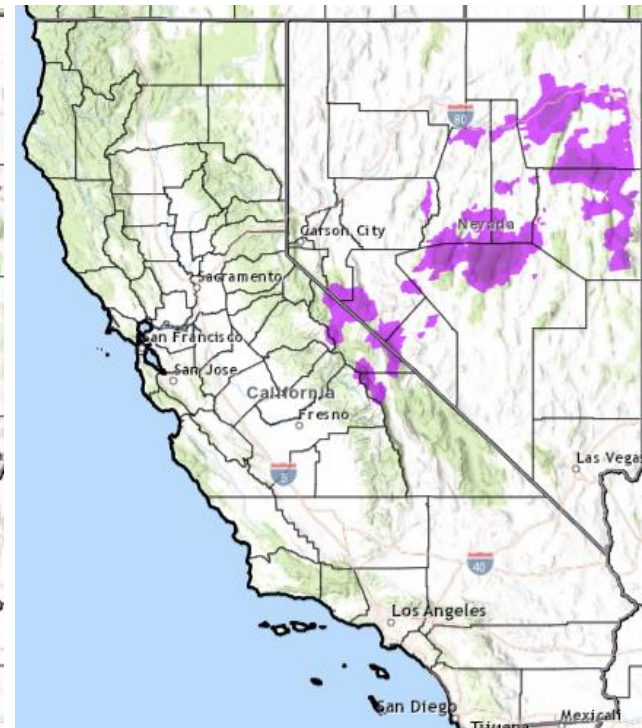 80
Nevada
Carson City
Sacramento
San Francisco
San Jose
California
Fresno
5
Las Vegas
40
Los Angeles
San Diego
Mexicali
Tijuana